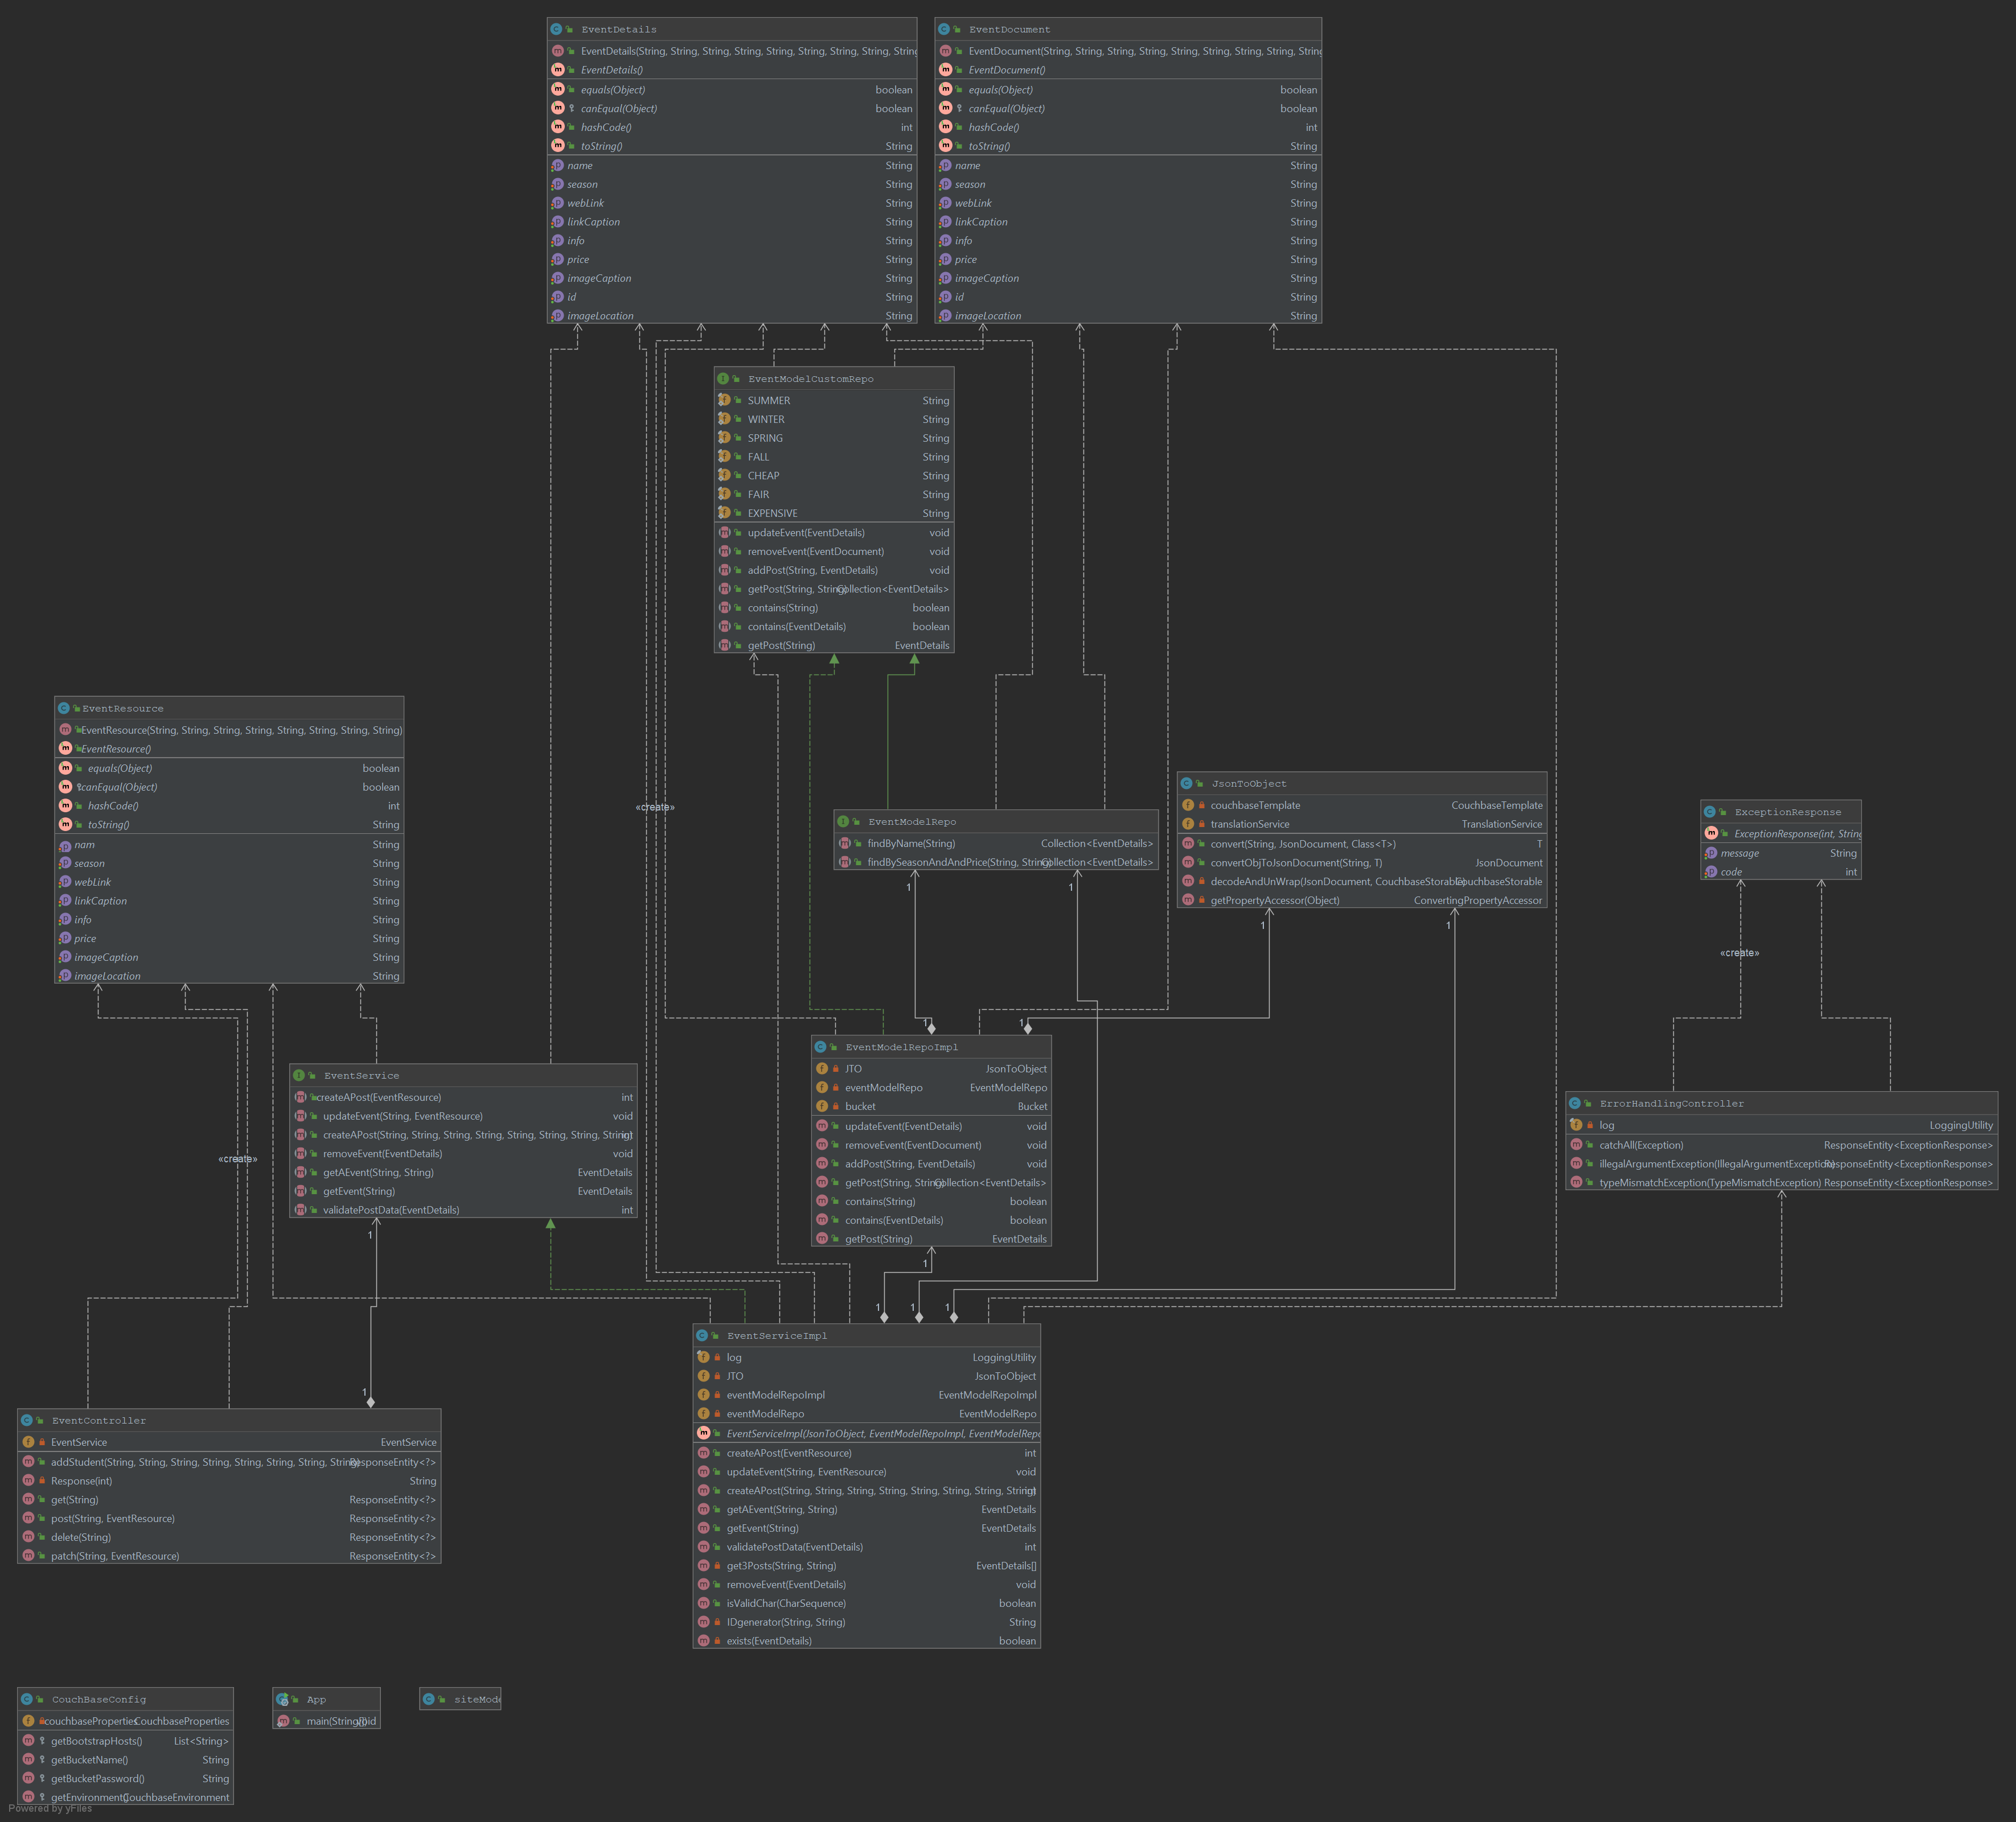 EventDetails
EventDetails(String, String, String, String, String, String, String, String
EventDetails()
equals(Object) boolean
canEqual(Object) boolean
hashCode() int
toString() String
name String
season String
webLink String
linkCaption String
info String
price String
imageCaption String
id String
imageLocation String
EventDocument
EventDocument(String, String, String, String, String, String, String, String
EventDocument()
equals(Object) boolean
canEqual(Object) boolean
hashCode() int
toString() String
name String
season String
webLink String
linkCaption String
info String
price String
imageCaption String
id String
imageLocation String
EventModelCustomRepo
SUMMER String
WINTER String
SPRING String
FALL String
CHEAP String
FAIR String
EXPENSIVE String
updateEvent(EventDetails) void
removeEvent(EventDocument) void
addPost(String, EventDetails) void
getPost(String, String) Collection<EventDetails>
contains(String) boolean
contains(EventDetails) boolean
getPost(String) EventDetails
EventResource
EventResource(String, String, String, String, String, String, String, String)
EventResource()
equals(Object) boolean
canEqual(Object) boolean
hashCode() int
toString() String
nam String
season String
webLink String
linkCaption String
info String
price String
imageCaption String
imageLocation String
«create»
EventModelRepo
findByName(String) Collection<EventDetails>
findBySeasonAndAndPrice(String, String) Collection<EventDetails>
1
1
JsonToObject
couchbaseTemplate CouchbaseTemplate
translationService TranslationService
convert(String, JsonDocument, Class<T>) T
convertObjToJsonDocument(String, T) JsonDocument
decodeAndUnWrap(JsonDocument, CouchbaseStorable) CouchbaseStorable
getPropertyAccessor(Object) ConvertingPropertyAccessor
1
1
ExceptionResponse
ExceptionResponse(int, String
message String
code int
«create»
1
1
EventService
createAPost(EventResource) int
updateEvent(String, EventResource) void
createAPost(String, String, String, String, String, String, String, String) int
removeEvent(EventDetails) void
getAEvent(String, String) EventDetails
getEvent(String) EventDetails
validatePostData(EventDetails) int
1
«create»
EventModelRepoImpl
JTO JsonToObject
eventModelRepo EventModelRepo
bucket Bucket
updateEvent(EventDetails) void
removeEvent(EventDocument) void
addPost(String, EventDetails) void
getPost(String, String) Collection<EventDetails>
contains(String) boolean
contains(EventDetails) boolean
getPost(String) EventDetails
1
ErrorHandlingController
log LoggingUtility
catchAll(Exception) ResponseEntity<ExceptionResponse>
illegalArgumentException(IllegalArgumentException) ResponseEntity<ExceptionResponse>
typeMismatchException(TypeMismatchException) ResponseEntity<ExceptionResponse>
1
1
1
1
EventController
EventService EventService
addStudent(String, String, String, String, String, String, String, String) ResponseEntity<?>
Response(int) String
get(String) ResponseEntity<?>
post(String, EventResource) ResponseEntity<?>
delete(String) ResponseEntity<?>
patch(String, EventResource) ResponseEntity<?>
EventServiceImpl
log LoggingUtility
JTO JsonToObject
eventModelRepoImpl EventModelRepoImpl
eventModelRepo EventModelRepo
EventServiceImpl(JsonToObject, EventModelRepoImpl, EventModelRepo
createAPost(EventResource) int
updateEvent(String, EventResource) void
createAPost(String, String, String, String, String, String, String, String) int
getAEvent(String, String) EventDetails
getEvent(String) EventDetails
validatePostData(EventDetails) int
get3Posts(String, String) EventDetails[]
removeEvent(EventDetails) void
isValidChar(CharSequence) boolean
IDgenerator(String, String) String
exists(EventDetails) boolean
CouchBaseConfig
couchbaseProperties CouchbaseProperties
getBootstrapHosts() List<String>
getBucketName() String
getBucketPassword() String
getEnvironment() CouchbaseEnvironment
App
main(String[]) void
siteMode
Powered by yFiles